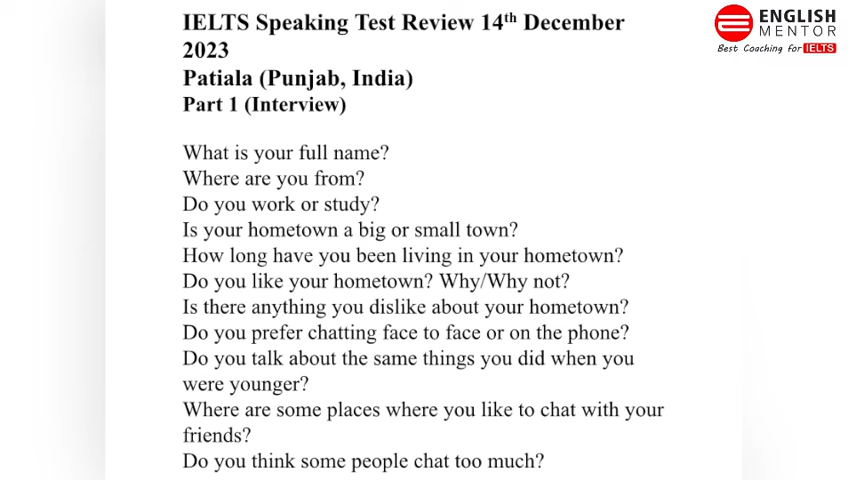 IELTS Speaking Test Review 14th December
2023
Patiala (Punjab, India)
Part 1 (Interview)
What is your full name?
Where are you from?
Do you work or study?
Is your hometown a big or small town?
How long have you been living in your hometown?
Do you like your hometown? Why/Why not?
Is there anything you dislike about your hometown?
Do you prefer chatting face to face or on the phone?
Do you talk about the same things you did when you
were younger?
Where are some places where you like to chat with your
friends?
Do you think some people chat too much?
ENGLISH
MENTOR
Best Coaching for IELTS